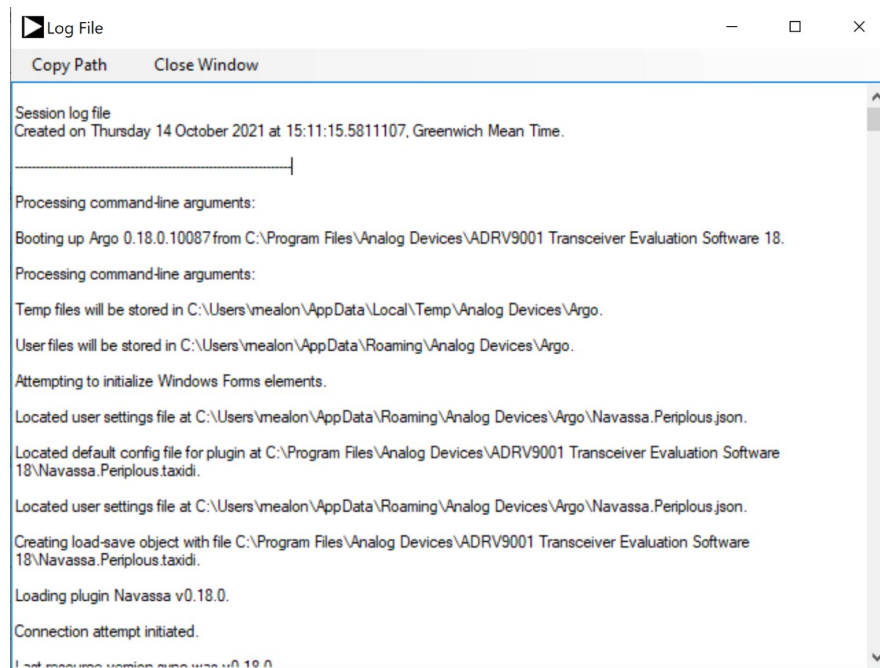 Log File
Copy Path Close Window
Session log file
Created on Thursday 14 October 2021 at 15:11:15.5811107, Greenwich Mean Time.
--------------------------------------------------------------------
Processing command-line arguments:
Booting up Argo 0.18.0.10087 from C:\Program Files\Analog Devices\ADRV9001 Transceiver Evaluation Software 18.
Processing command-line arguments:
Temp files will be stored in C:\Users\mealon\AppData\Local\Temp\Analog Devices\Argo.
User files will be stored in C:\Users\mealon\AppData\Roaming\Analog Devices\Argo.
Attempting to initialize Windows Forms elements.
Located user settings file at C:\Users\mealon\AppData\Roaming\Analog Devices\Argo\Navassa.Periplous.json.
Located default config file for plugin at C:\Program Files\Analog Devices\ADRV9001 Transceiver Evaluation Software
18\Navassa.Periplous.taxidi.
Located user settings file at C:\Users\mealon\AppData\Roaming\Analog Devices\Argo\Navassa.Periplous.json.
Creating load-save object with file C:\Program Files\Analog Devices\ADRV9001 Transceiver Evaluation Software
18\Navassa.Periplous.taxidi.
Loading plugin Navassa v0.18.0.
Connection attempt initiated.
Last resource version sync was v0.18.0